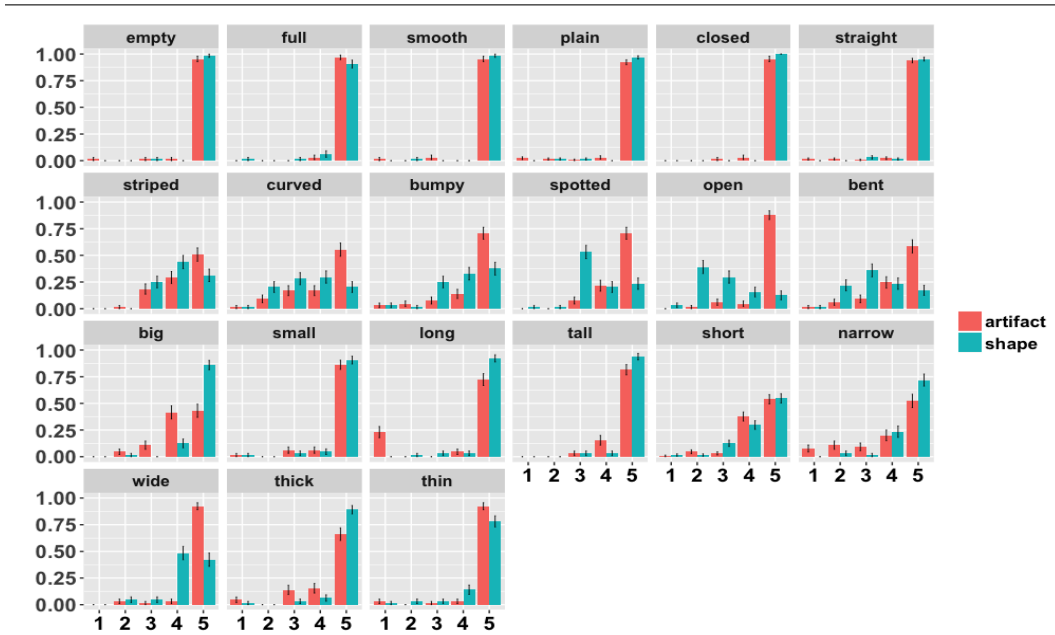 empty full smooth plain closed straight
1.00
0.75
0.50
0.25
0.00
striped curved bumpy spotted open bent
1.00
0.75
0.50
0.25
0.00
big small long tall short narrow
1.00
0.75
0.50
0.25
0.00
1 2 3 4 5 1 2 3 4 5 1 2 3 4 5
wide thick thin
1.00
0.75
0.50
0.25
0.00
1 2 3 4 5 1 2 3 4 5 1 2 3 4 5
artifact
shape